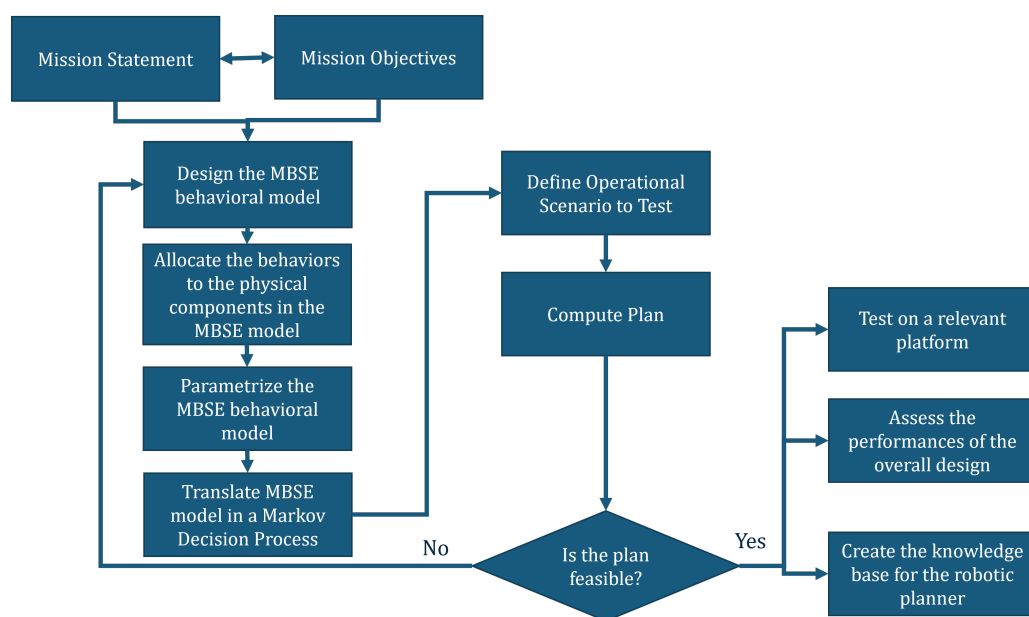 Mission Statement
Mission Objectives
Design the MBSE
behavioral model
Allocate the behaviors
to the physical
components in the
MBSE model
Parametrize the
MBSE behavioral
model
Translate MBSE
model in a Markov
Decision Process
Define Operational
Scenario to Test
Compute Plan
Is the plan
feasible?
No
Yes
Test on a relevant
platform
Assess the
performances of the
overall design
Create the knowledge
base for the robotic
planner